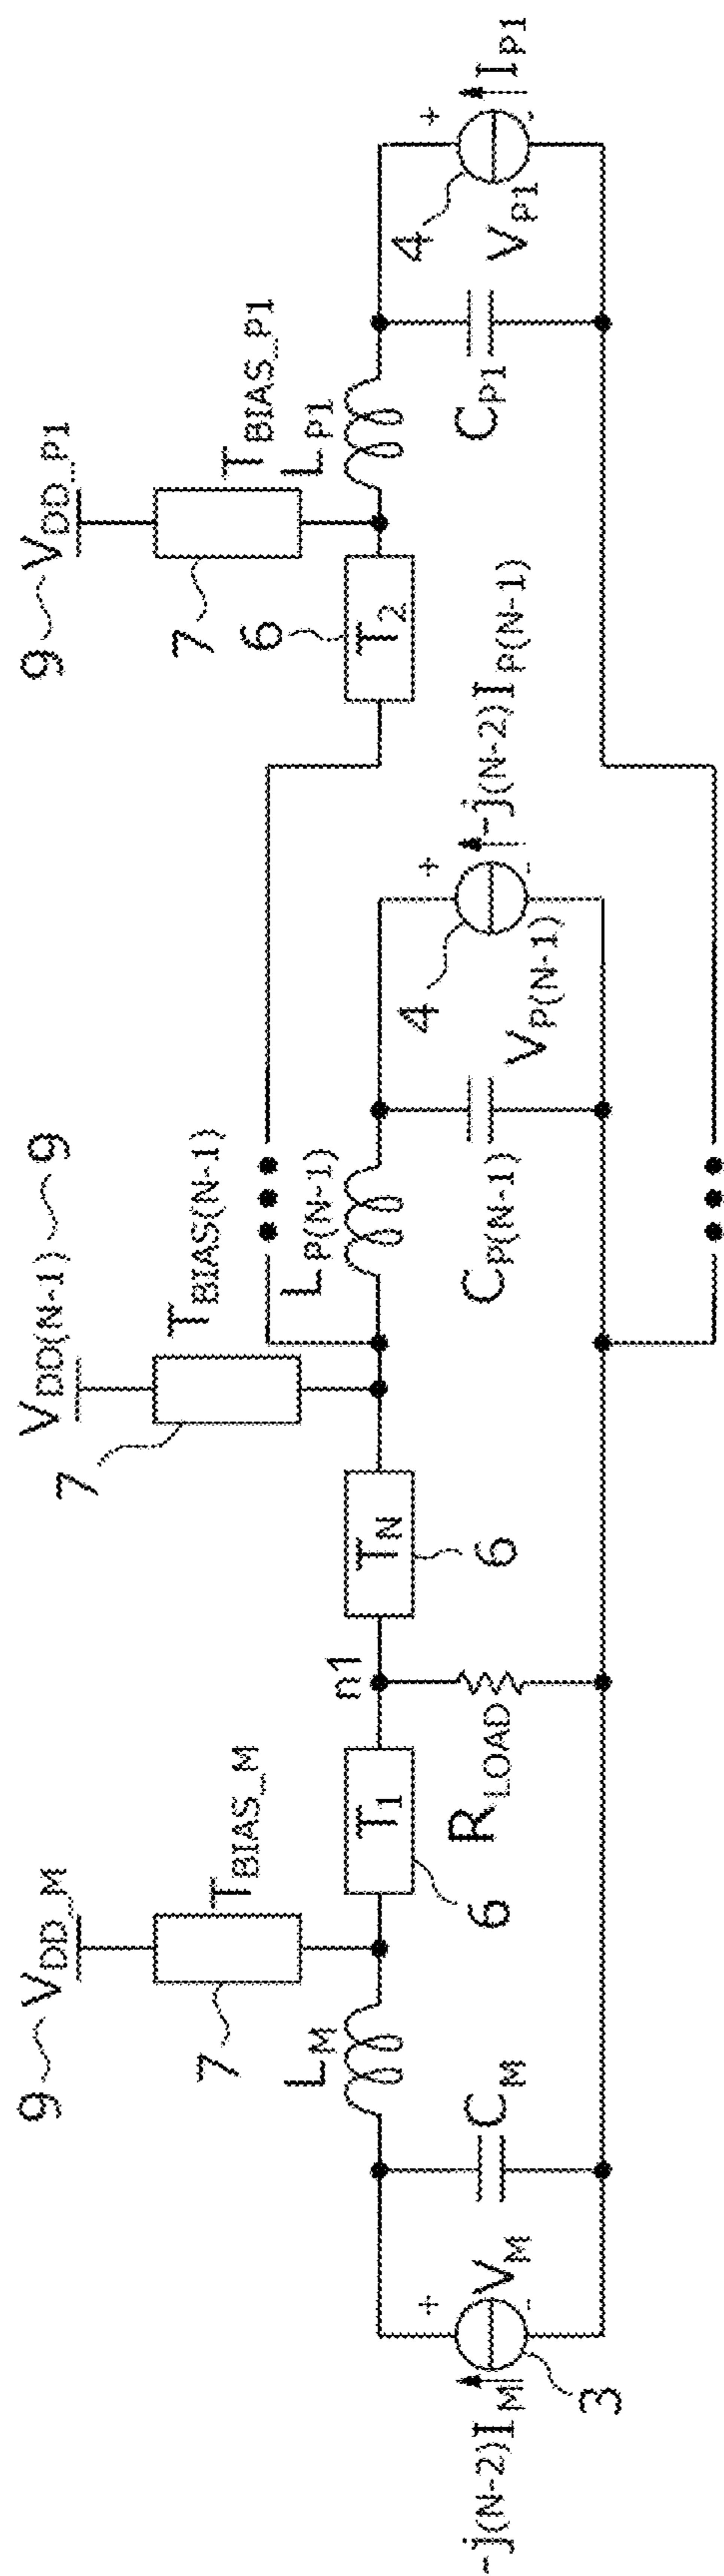 9 V_DD_M
V_DD(N-1) 9
9 V_DD_P1
7
T_BIAS_M
7
T_BIAS(N-1)
7
T_BIAS_P1
L_M
T_1
6
n1
T_N
6
L_P(N-1)
6
T_2
L_P1
-j(N-2)I_M
V_M
3
C_M
R_LOAD
C_P(N-1)
V_P(N-1)
4
-j(N-2)I_P(N-1)
C_P1
V_P1
4
I_P1
+
-
+
-
+
-